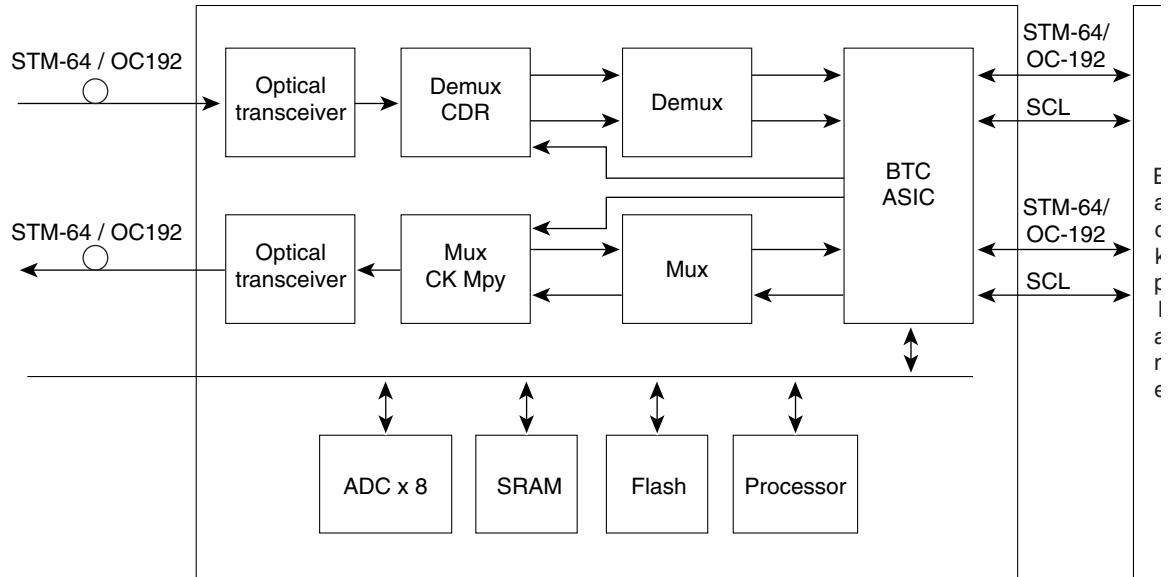 STM-64 / OC192
Optical
transceiver
Demux
CDR
Demux
BTC
ASIC
STM-64/
OC-192
SCL
STM-64 / OC192
Optical
transceiver
Mux
CK Mpy
Mux
STM-64/
OC-192
SCL
ADC x 8
SRAM
Flash
Processor